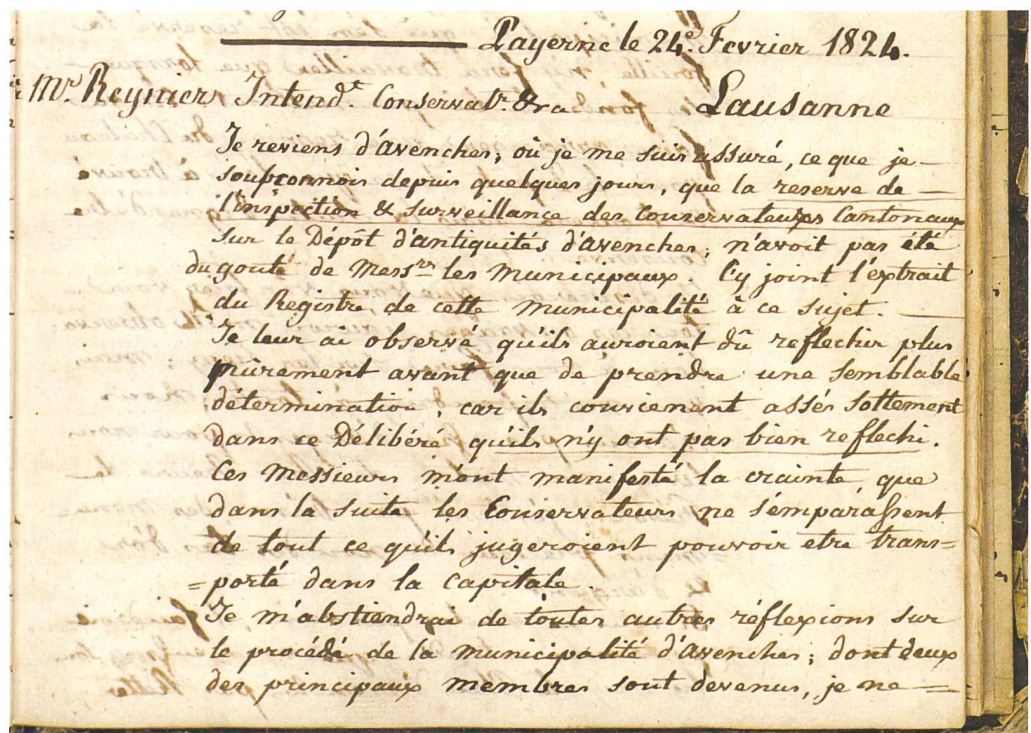 Payerne le 24e. Fevrier 1824.
Mr. Reynier Intendt. Conservatr. &ra Lausanne
Je reviens d'avenches, où je me suis assuré, ce que je
soupçonnois depuis quelques jours, que la reserve de
l'inspection & surveillance des Conservateurs Cantonaux
sur le Dépôt d'antiquités d'avenches, n'avoit pas été
du gouté de Messrs les Municipaux. Cy joint l'extrait
du Registre de cette municipalité à ce sujet.
Je leur ai observé qu'ils auroient dû reflechir plus
mûrement avant que de prendre une semblable
détermination, car ils convienent assés sottement
dans ce Délibéré qu'ils n'y ont pas bien reflechi.
Ces Messieurs m'ont manifesté la crainte que
dans la suite les Conservateurs ne s'emparassent
de tout ce qu'ils jugeroient pouvoir etre trans=
=porté dans la Capitale.
Je m'abstiendrai de toutes autres réflexions sur
le procédé de la municipalité d'avenches; dont deux
des principaux membres sont devenus, je ne